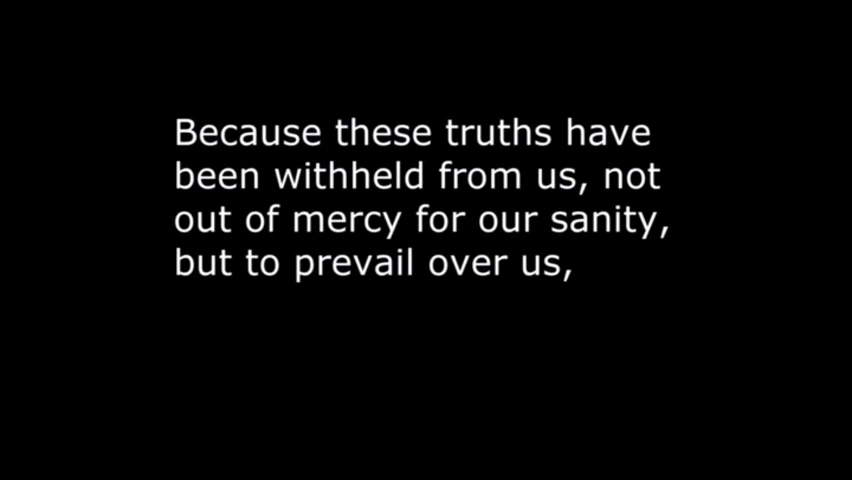 Because these truths have
been withheld from us, not
out of mercy for our sanity,
but to prevail over us,